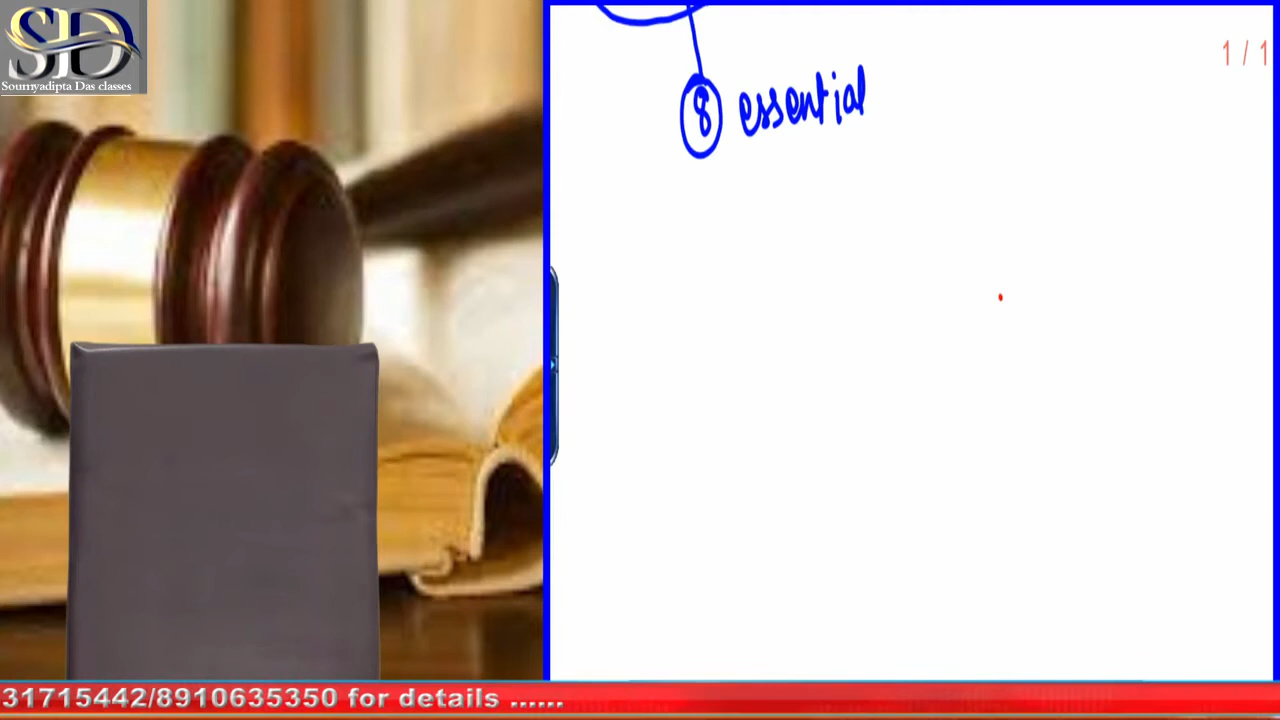 SD
Soumyadipta Das classes
1 / 1
8 essential
31715442/8910635350 for details ......